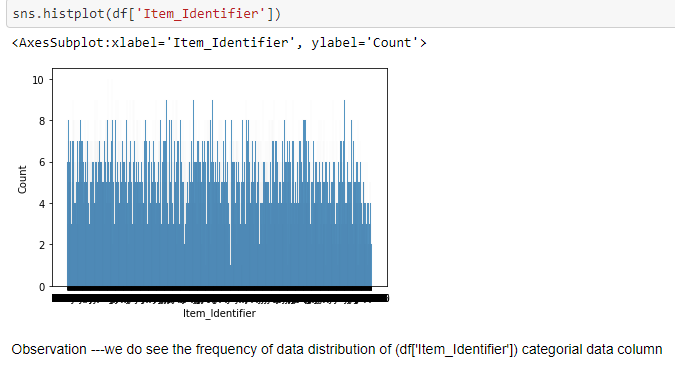 sns.histplot(df['Item_Identifier'])
<AxesSubplot:xlabel='Item_Identifier', ylabel='Count'>
10
8
6
4
2
0
Count
Item_Identifier
Observation ---we do see the frequency of data distribution of (df['Item_Identifier']) categorial data column